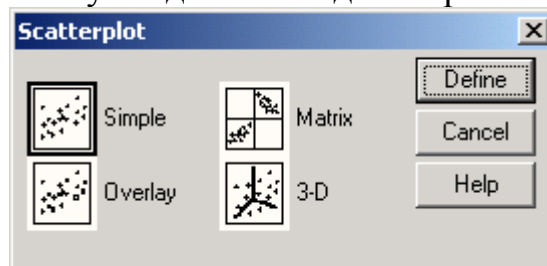 Scatterplot
Simple
Matrix
Overlay
3-D
Define
Cancel
Help